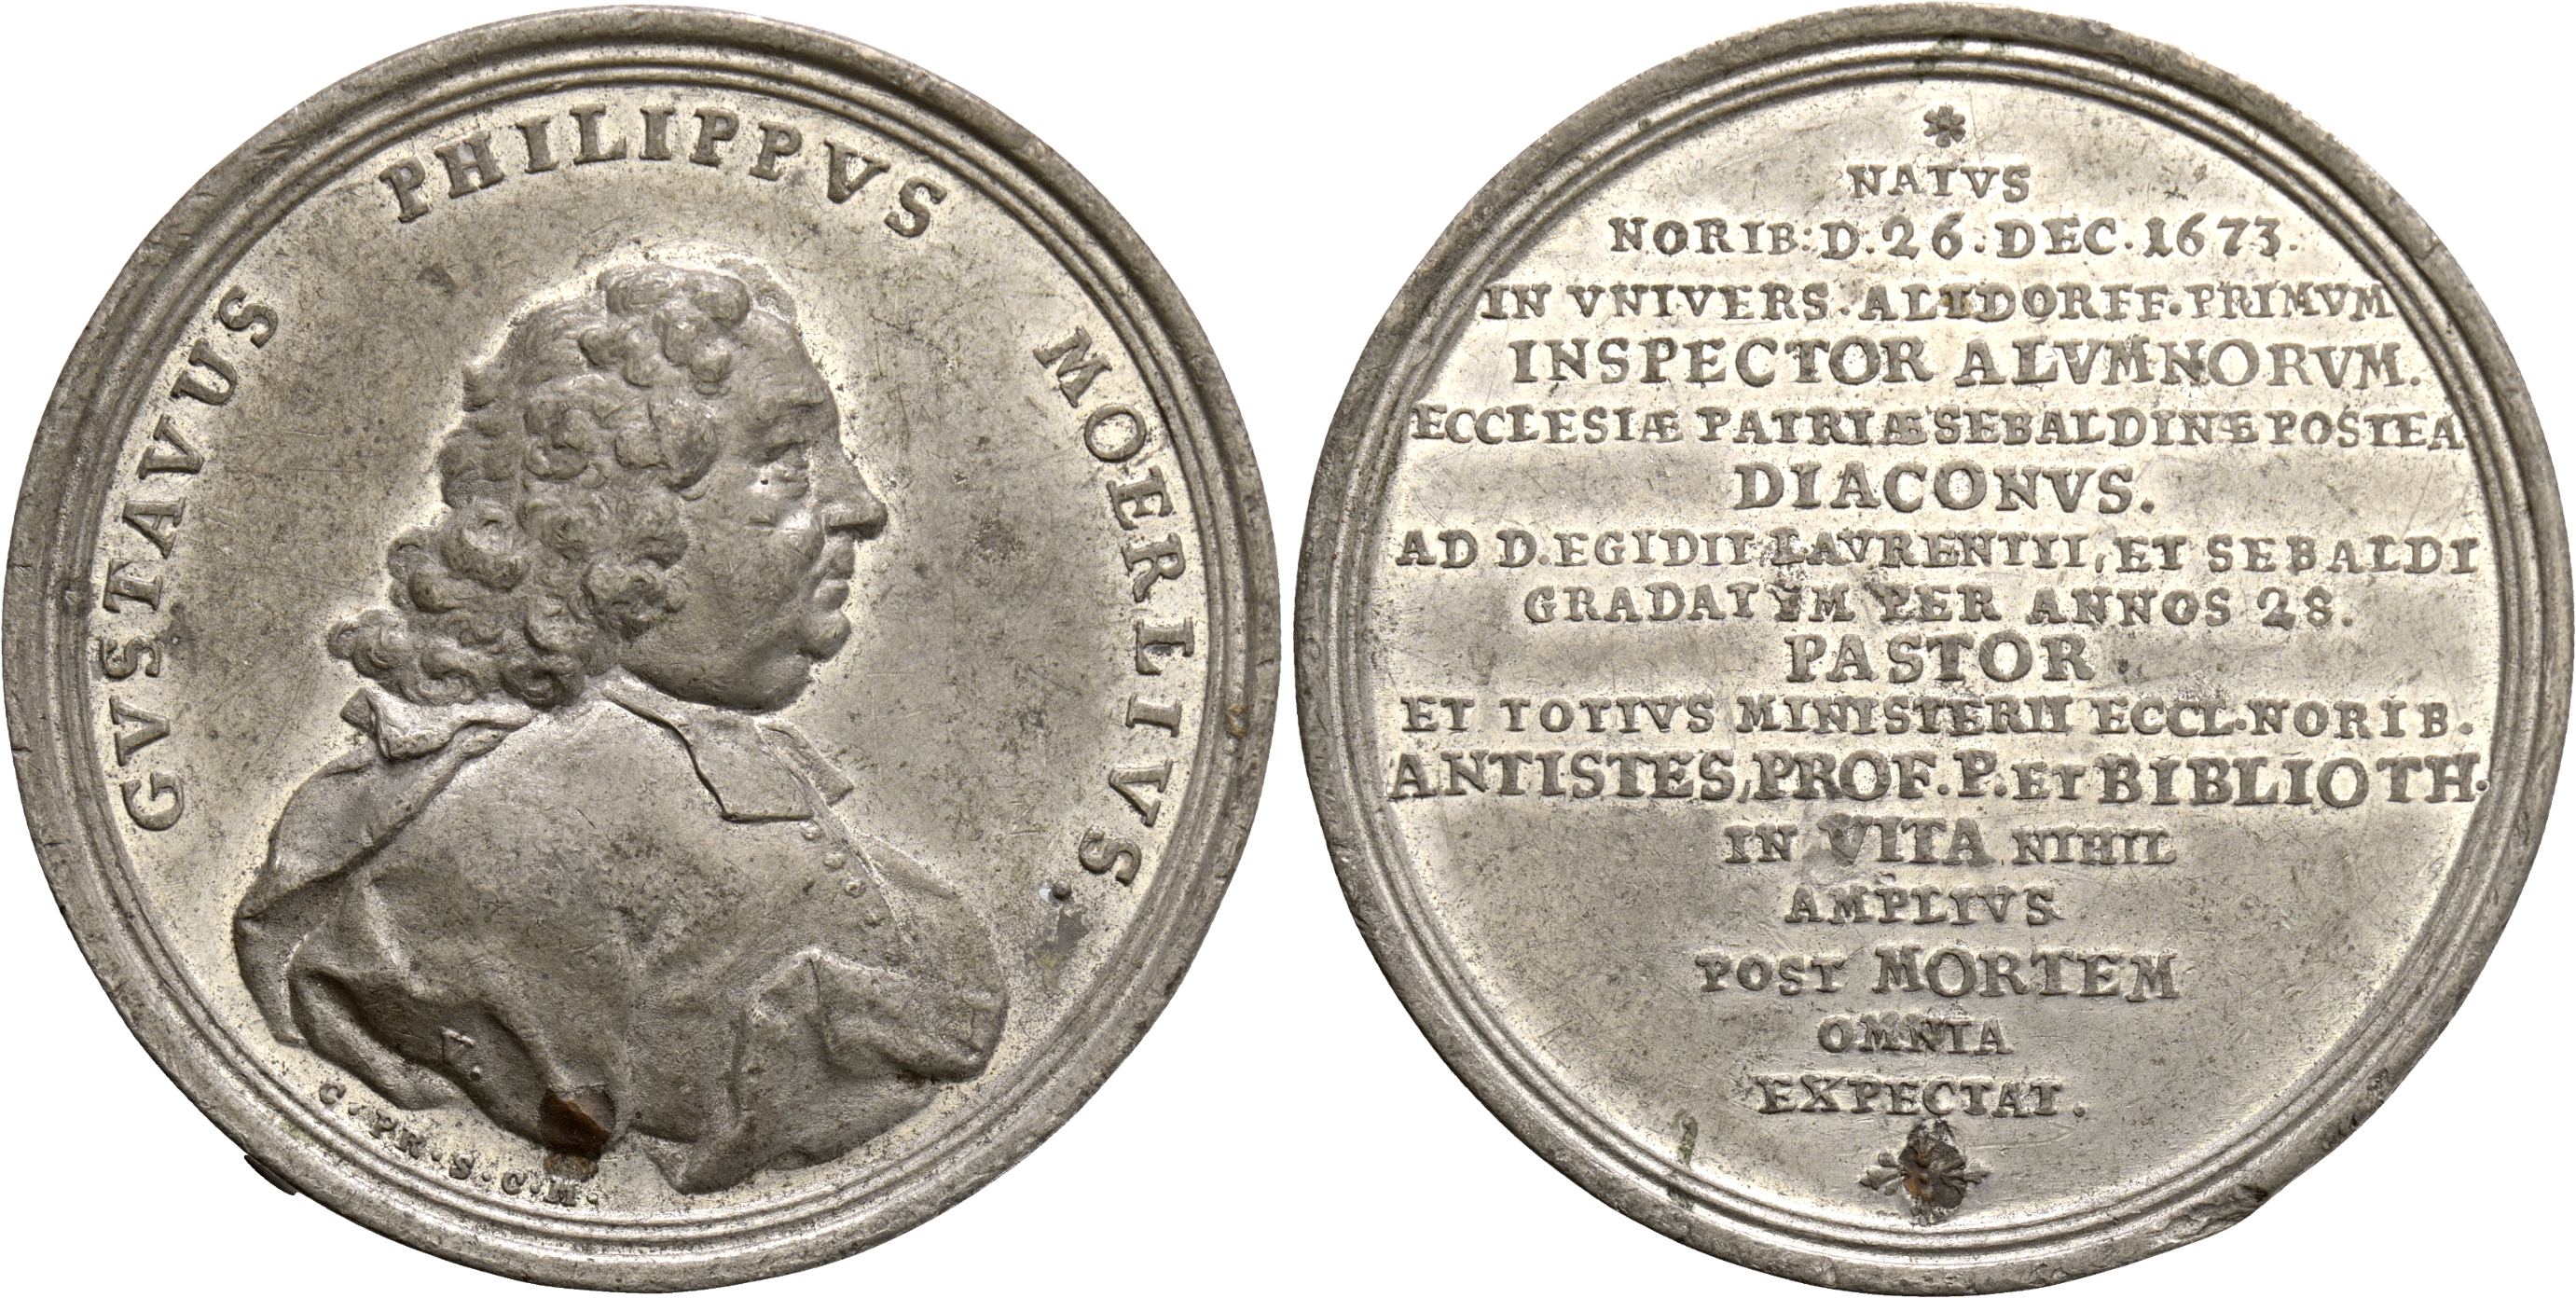 GVSTAVUS PHILIPPVS MOERLIVS.
V.
C.PR.S.C.M.
NATVS
NORIB:D.26.DEC.1673.
IN VNIVERS.ALTDORFF.PRIMVM
INSPECTOR ALVMNORVM.
ECCLESIÆ PATRIÆ SEBALDINÆ POSTEA
DIACONVS.
AD D.EGIDII LAVRENTII, ET SEBALDI
GRADATVM PER ANNOS 28.
PASTOR
ET TOTIVS MINISTERII ECCL.NORIB.
ANTISTES,PROF.P.ET BIBLIOTH.
IN VITA NIHIL
AMPLIVS
POST MORTEM
OMNIA
EXPECTAT.